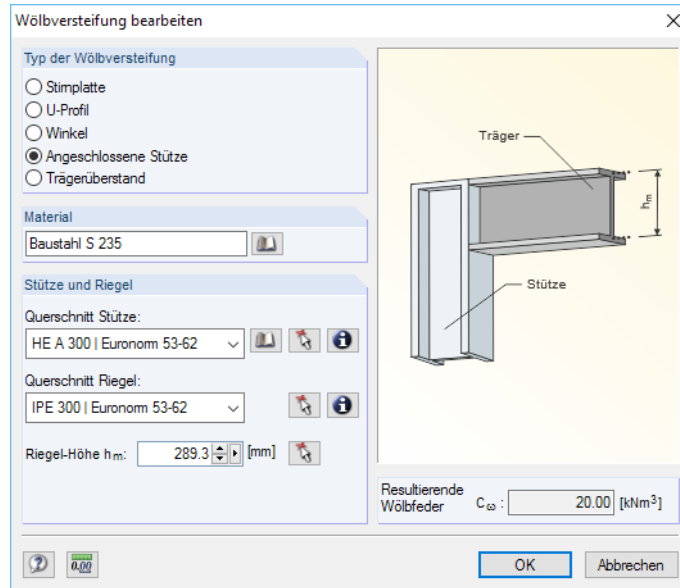 Wölbversteifung bearbeiten
Typ der Wölbversteifung
Stirnplatte
U-Profil
Winkel
Angeschlossene Stütze
Trägerüberstand
Material
Baustahl S 235
Stütze und Riegel
Querschnitt Stütze:
HE A 300 | Euronorm 53-62
Querschnitt Riegel:
IPE 300 | Euronorm 53-62
Riegel-Höhe hm: 289.3 [mm]
Träger
hm
Stütze
Resultierende
Wölbfeder Cω : 20.00 [kNm³]
0.00
OK Abbrechen